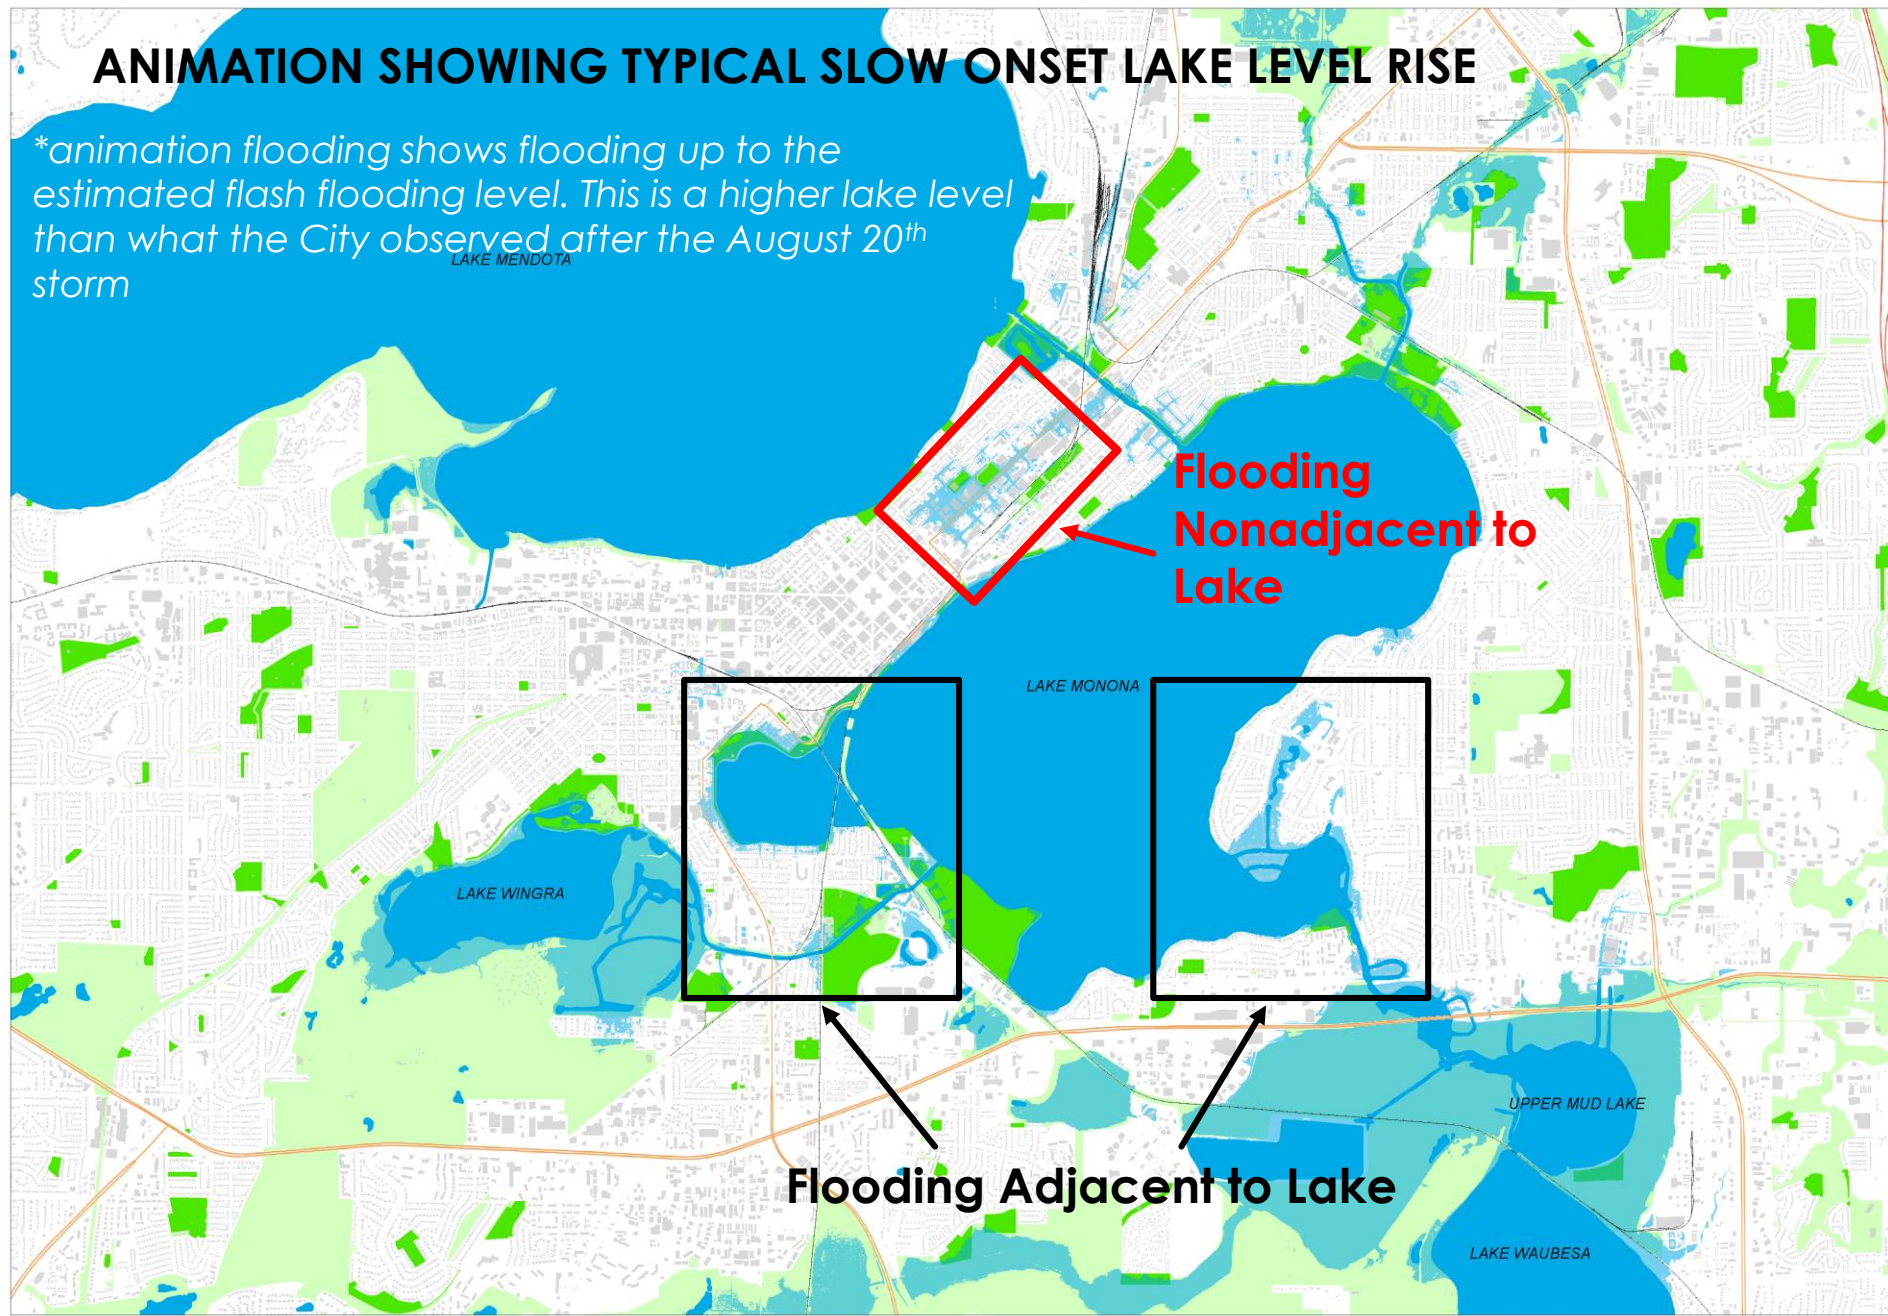 ANIMATION SHOWING TYPICAL SLOW ONSET LAKE LEVEL RISE
*animation flooding shows flooding up to the
estimated flash flooding level. This is a higher lake level
than what the City observed after the August 20th
storm
LAKE MENDOTA
Flooding
Nonadjacent to
Lake
LAKE MONONA
LAKE WINGRA
UPPER MUD LAKE
Flooding Adjacent to Lake
LAKE WAUBESA